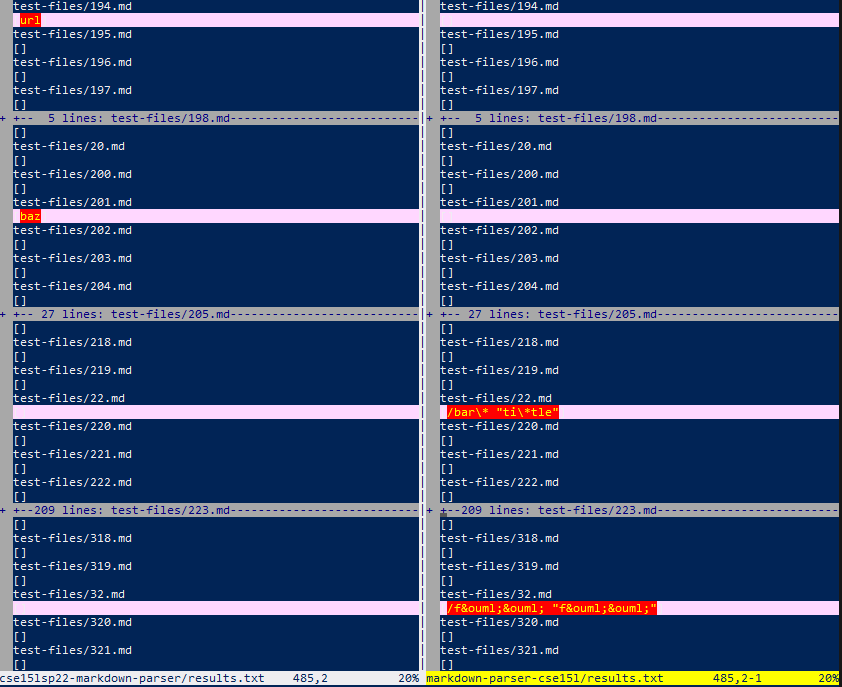 test-files/194.md
url
test-files/195.md
[]
test-files/196.md
[]
test-files/197.md
[]
+ +--  5 lines: test-files/198.md---------------------------
[]
test-files/20.md
[]
test-files/200.md
[]
test-files/201.md
baz
test-files/202.md
[]
test-files/203.md
[]
test-files/204.md
[]
+ +-- 27 lines: test-files/205.md---------------------------
[]
test-files/218.md
[]
test-files/219.md
[]
test-files/22.md
test-files/220.md
[]
test-files/221.md
[]
test-files/222.md
[]
+ +--209 lines: test-files/223.md---------------------------
[]
test-files/318.md
[]
test-files/319.md
[]
test-files/32.md
test-files/320.md
[]
test-files/321.md
[]
cse15lsp22-markdown-parser/results.txt    485,2          20%
test-files/194.md
test-files/195.md
[]
test-files/196.md
[]
test-files/197.md
[]
+ +--  5 lines: test-files/198.md--------------------------
[]
test-files/20.md
[]
test-files/200.md
[]
test-files/201.md
test-files/202.md
[]
test-files/203.md
[]
test-files/204.md
[]
+ +-- 27 lines: test-files/205.md--------------------------
[]
test-files/218.md
[]
test-files/219.md
[]
test-files/22.md
/bar\* "ti\*tle"
test-files/220.md
[]
test-files/221.md
[]
test-files/222.md
[]
+ +--209 lines: test-files/223.md--------------------------
[]
test-files/318.md
[]
test-files/319.md
[]
test-files/32.md
/f&ouml;&ouml; "f&ouml;&ouml;"
test-files/320.md
[]
test-files/321.md
[]
markdown-parser-cse15l/results.txt       485,2-1        20%